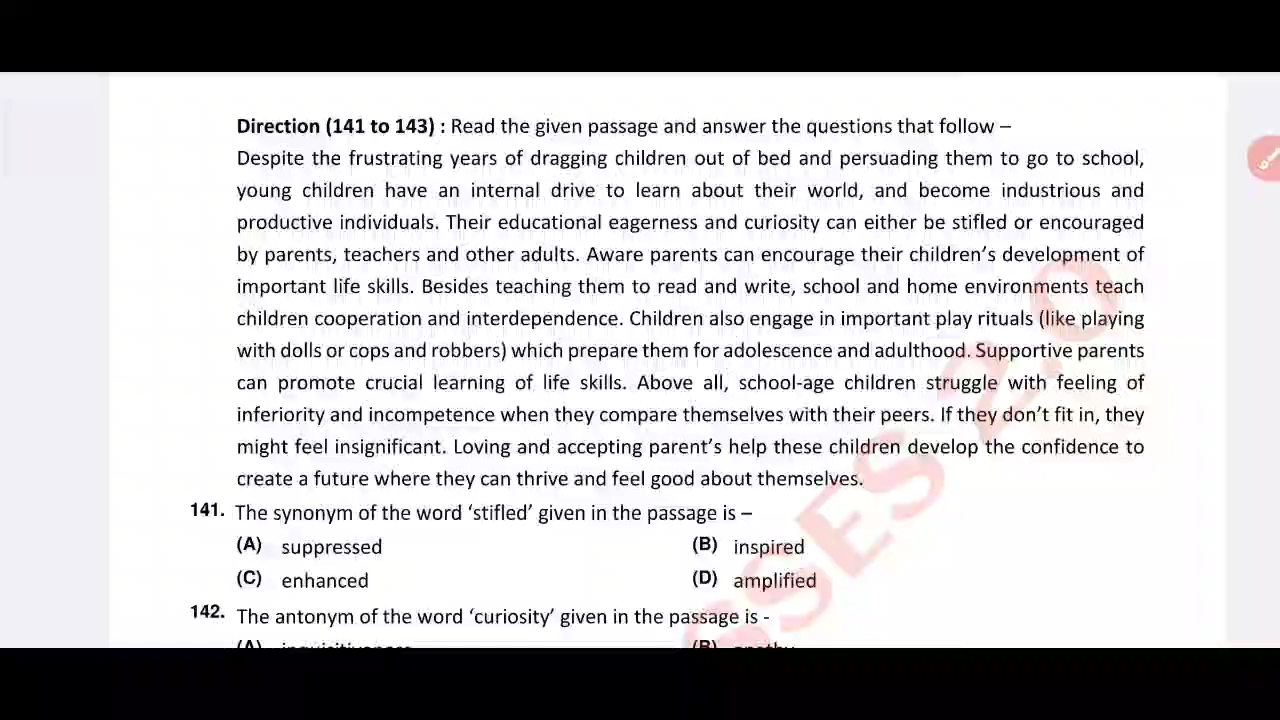 Direction (141 to 143) : Read the given passage and answer the questions that follow –
Despite the frustrating years of dragging children out of bed and persuading them to go to school,
young children have an internal drive to learn about their world, and become industrious and
productive individuals. Their educational eagerness and curiosity can either be stifled or encouraged
by parents, teachers and other adults. Aware parents can encourage their children's development of
important life skills. Besides teaching them to read and write, school and home environments teach
children cooperation and interdependence. Children also engage in important play rituals (like playing
with dolls or cops and robbers) which prepare them for adolescence and adulthood. Supportive parents
can promote crucial learning of life skills. Above all, school-age children struggle with feeling of
inferiority and incompetence when they compare themselves with their peers. If they don't fit in, they
might feel insignificant. Loving and accepting parent's help these children develop the confidence to
create a future where they can thrive and feel good about themselves.
141. The synonym of the word 'stifled' given in the passage is –
(A) suppressed (B) inspired
(C) enhanced (D) amplified
142. The antonym of the word 'curiosity' given in the passage is -
(A) inquisitiveness (B) apathy
SSES 2.0